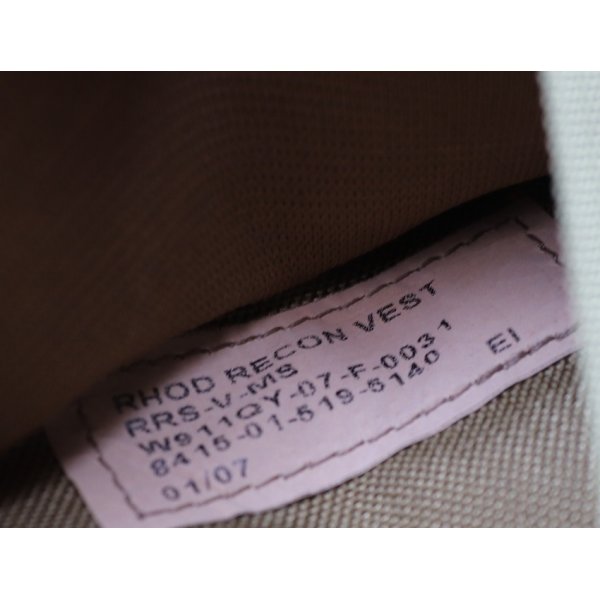 RHOD RECON VEST
RRS-V-MS
W911QY-07-F-0031
8415-01-519-5140 EI
01/07